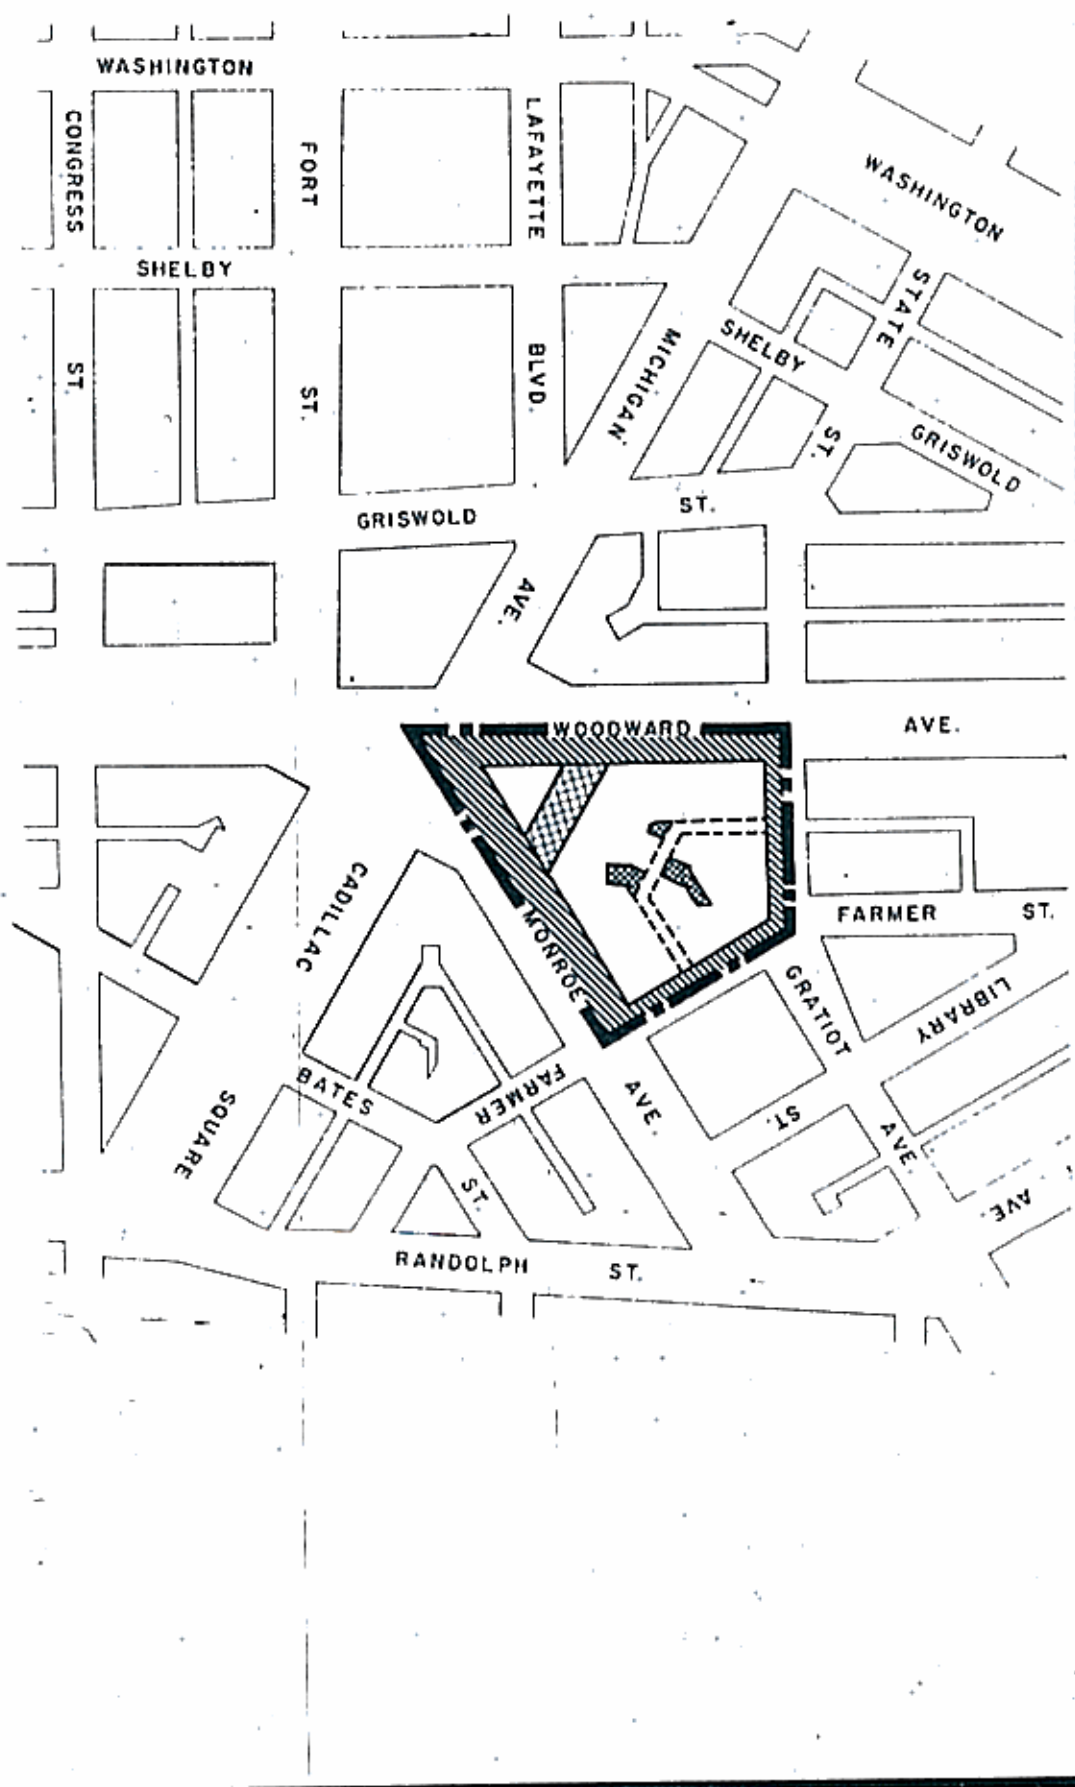 WASHINGTON
CONGRESS
FORT
LAFAYETTE
WASHINGTON
SHELBY
STATE
SHELBY
ST.
ST.
BLVD.
MICHIGAN
ST.
GRISWOLD
GRISWOLD
ST.
AVE.
WOODWARD
AVE.
CADILLAC
MONROE
FARMER
ST.
GRATIOT
LIBRARY
BATES
FARMER
AVE.
ST.
AVE.
SQUARE
ST.
AVE.
RANDOLPH
ST.